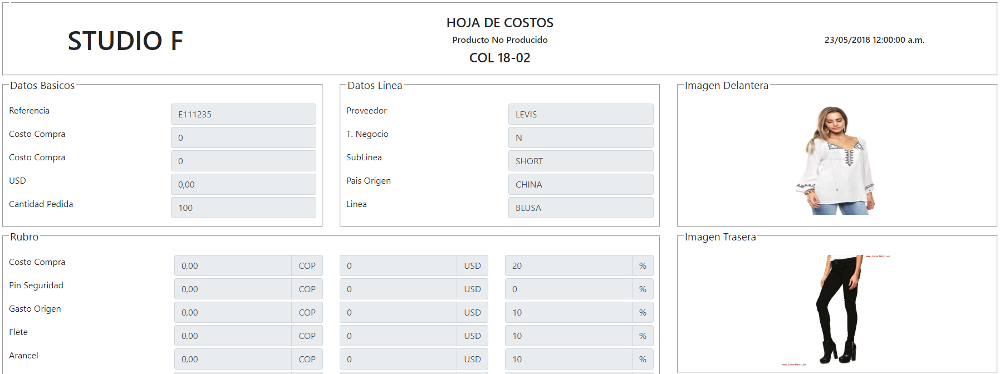 STUDIO F
HOJA DE COSTOS
Producto No Producido
COL 18-02
23/05/2018 12:00:00 a.m.
Datos Basicos
Referencia E111235
Costo Compra 0
Costo Compra 0
USD 0,00
Cantidad Pedida 100
Datos Linea
Proveedor LEVIS
T. Negocio N
SubLinea SHORT
Pais Origen CHINA
Linea BLUSA
Imagen Delantera
Rubro
Costo Compra 0,00 COP 0 USD 20 %
Pin Seguridad 0,00 COP 0 USD 0 %
Gasto Origen 0,00 COP 0 USD 10 %
Flete 0,00 COP 0 USD 10 %
Arancel 0,00 COP 0 USD 10 %
Imagen Trasera